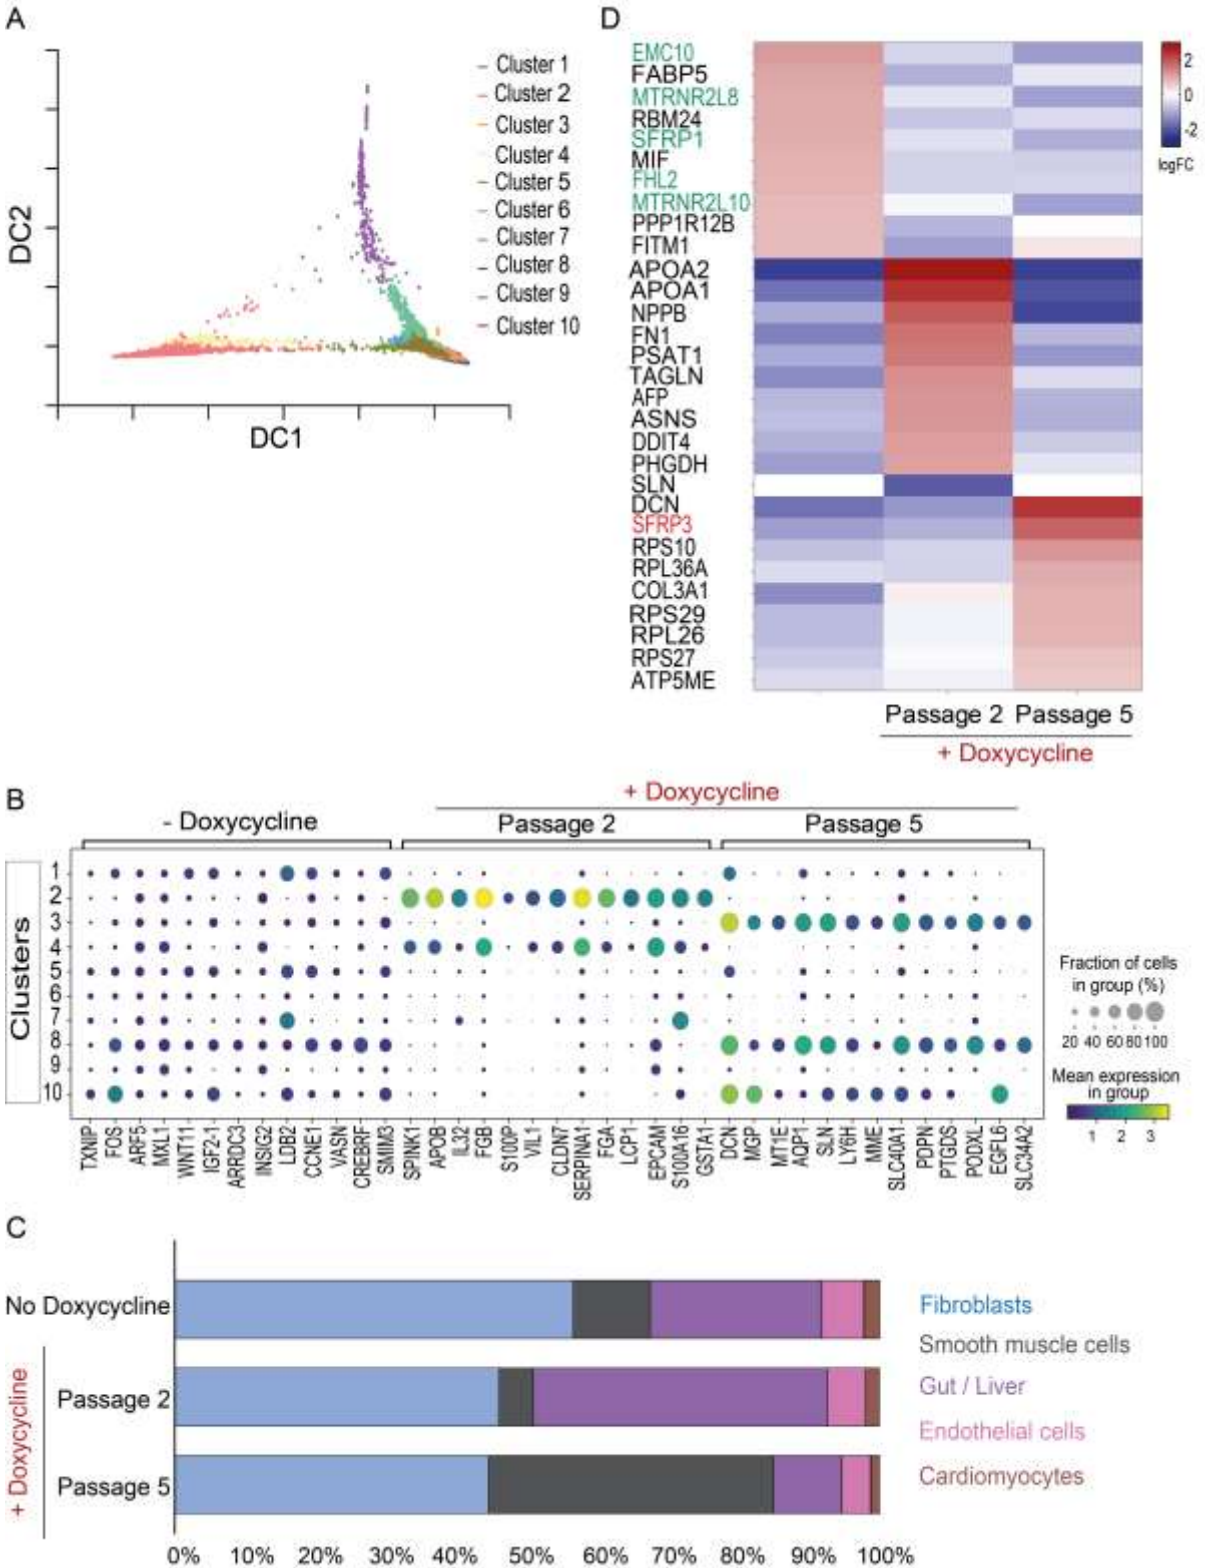 A
Cluster 1
Cluster 2
Cluster 3
Cluster 4
Cluster 5
Cluster 6
Cluster 7
Cluster 8
Cluster 9
Cluster 10
DC2
DC1
D
EMC10
FABP5
MTRNR2L8
RBM24
SFRP1
MIF
FHL2
MTRNR2L10
PPP1R12B
FITM1
APOA2
APOA1
NPPB
FN1
PSAT1
TAGLN
AFP
ASNS
DDIT4
PHGDH
SLN
DCN
SFRP3
RPS10
RPL36A
COL3A1
RPS29
RPL26
RPS27
ATP5ME
2
0
-2
logFC
Passage 2 Passage 5
+ Doxycycline
B
+ Doxycycline
- Doxycycline
Passage 2
Passage 5
Clusters
1
2
3
4
5
6
7
8
9
10
TXNIP
FOS
ARF5
MXL1
WNT11
IGF2-1
ARRDC3
INSIG2
LDB2
CCNE1
VASN
CREBRF
SMIM3
SPINK1
APOB
IL32
FGB
S100P
VIL1
CLDN7
SERPINA1
FGA
LCP1
EPCAM
S100A16
GSTA1
DCN
MGP
MT1E
AQP1
SLN
LY6H
MME
SLC40A1
PDPN
PTGDS
PODXL
EGFL6
SLC34A2
Fraction of cells
in group (%)
20 40 60 80 100
Mean expression
in group
1 2 3
C
No Doxycycline
Passage 2
Passage 5
+ Doxycycline
Fibroblasts
Smooth muscle cells
Gut / Liver
Endothelial cells
Cardiomyocytes
0% 10% 20% 30% 40% 50% 60% 70% 80% 90% 100%